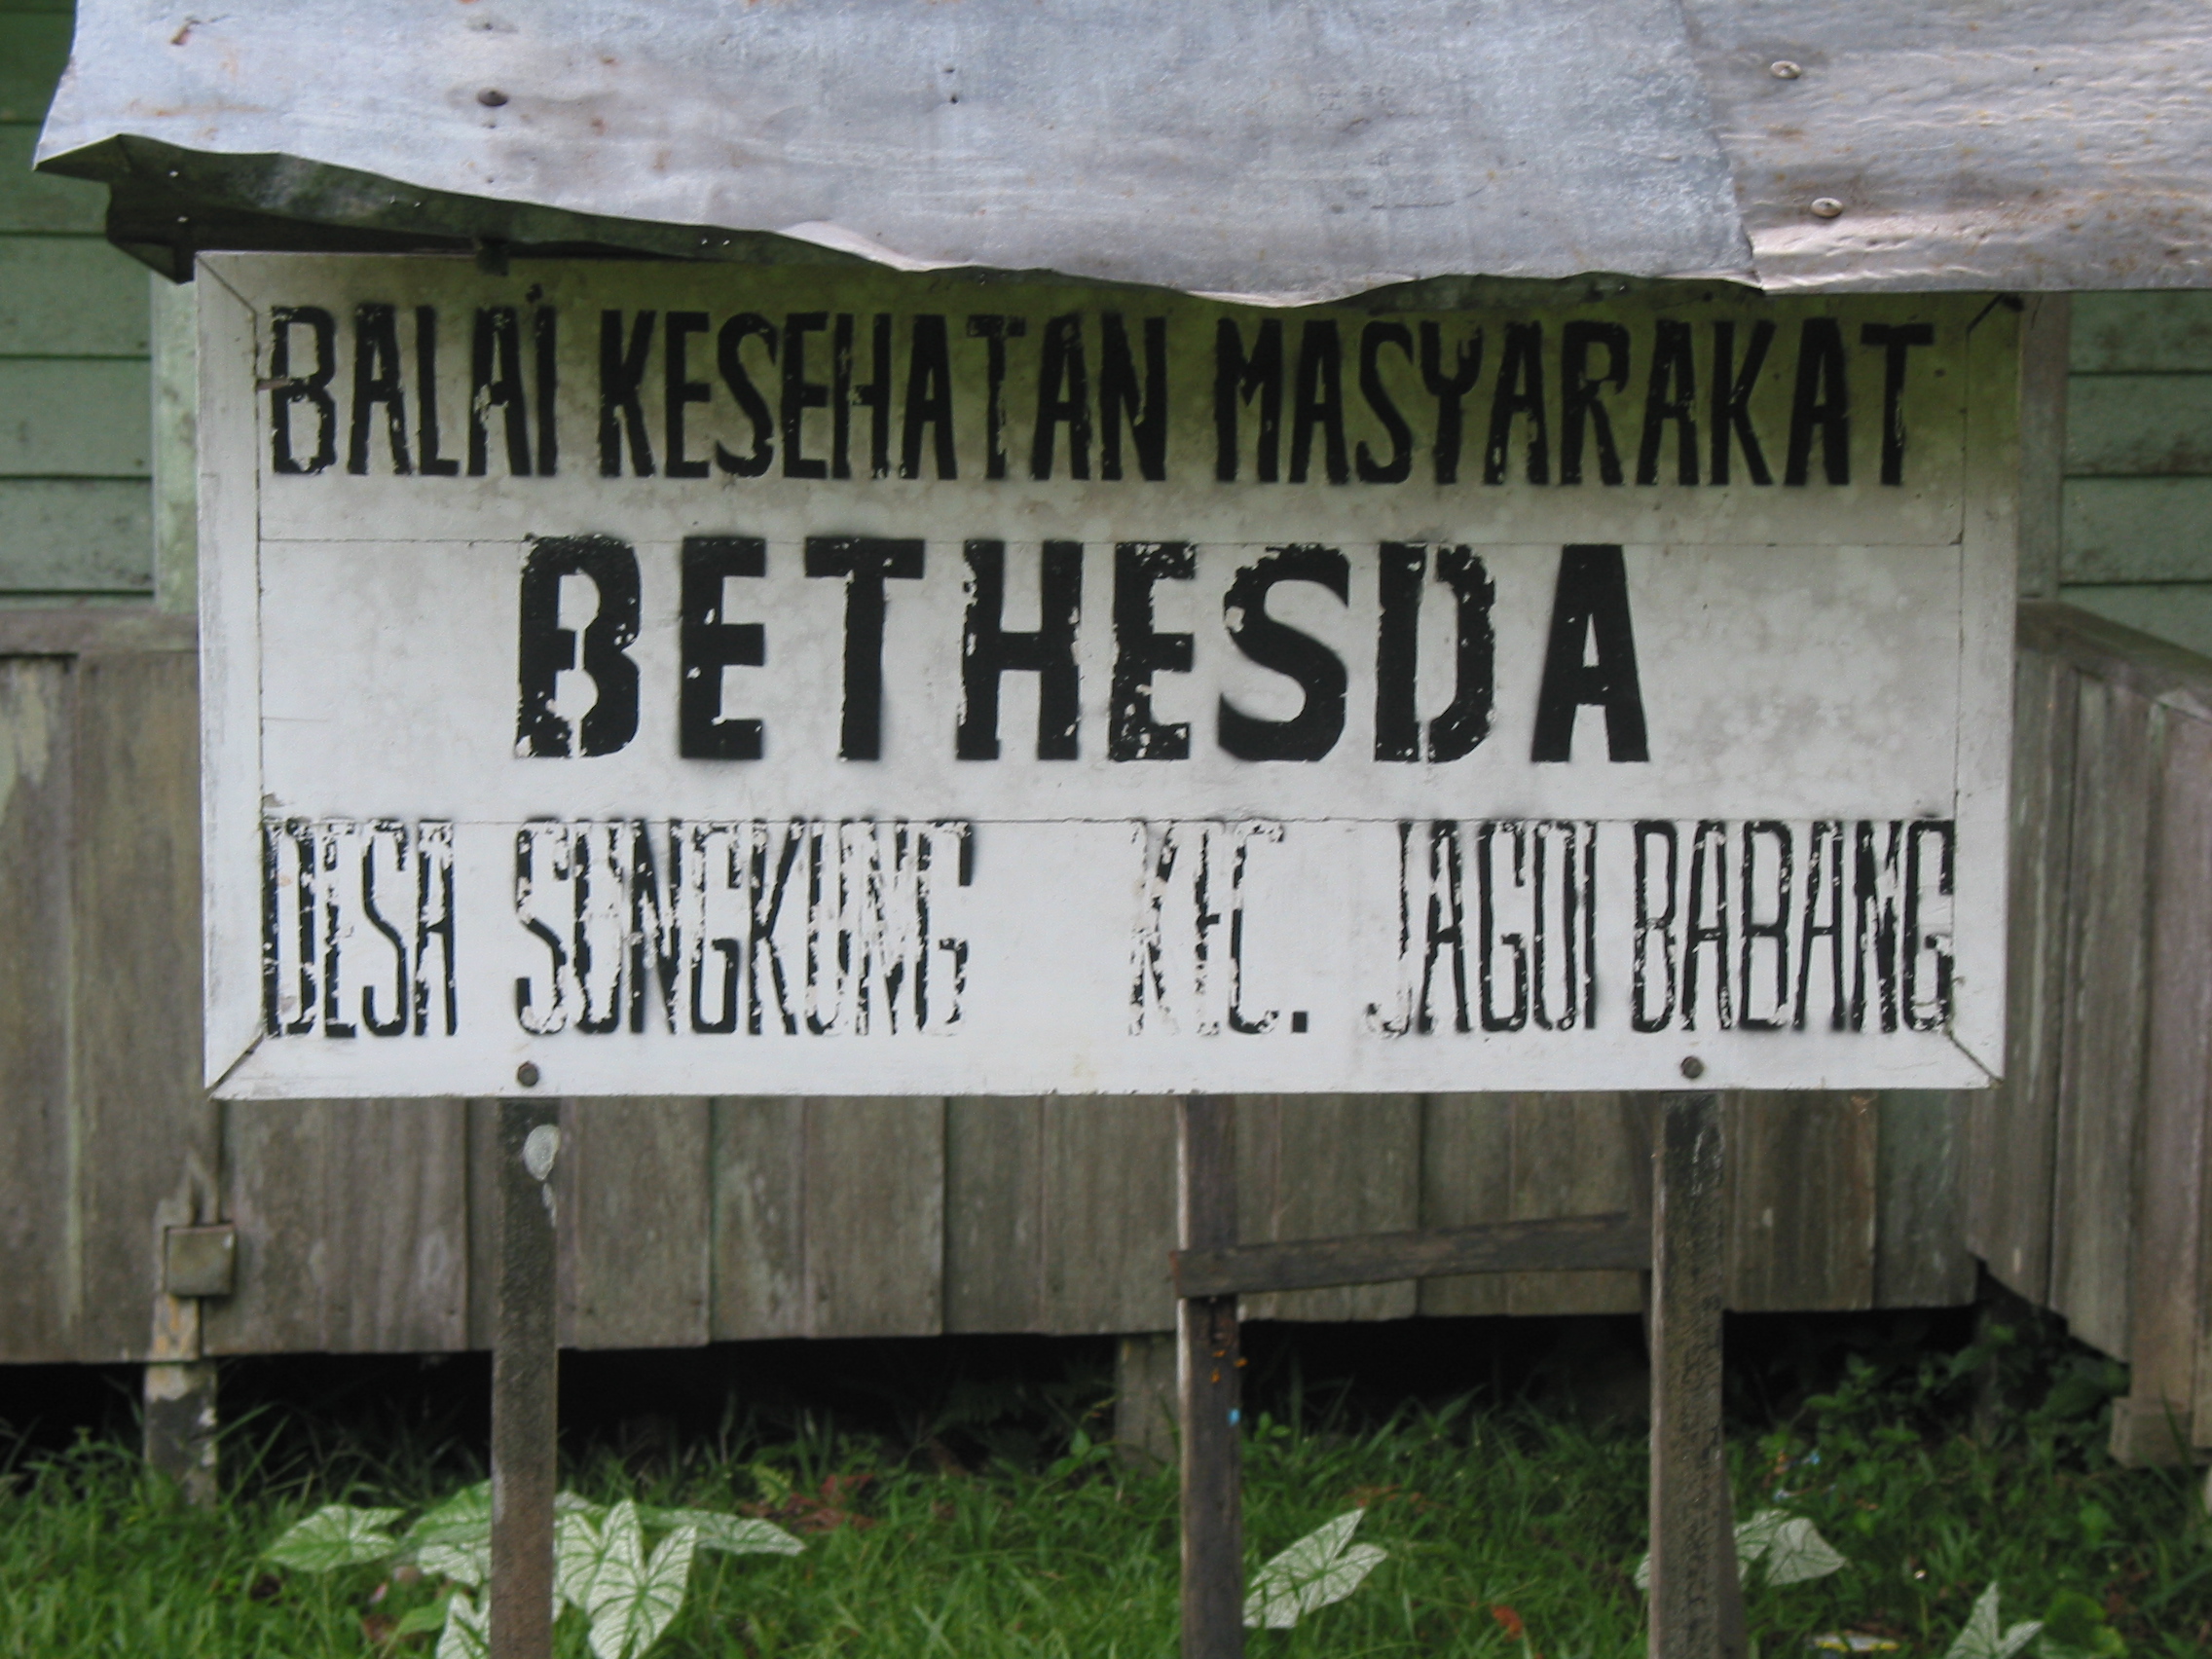 BALAI KESEHATAN MASYARAKAT
BETHESDA
DESA SUNGKUNG KEC. JAGOI BABANG